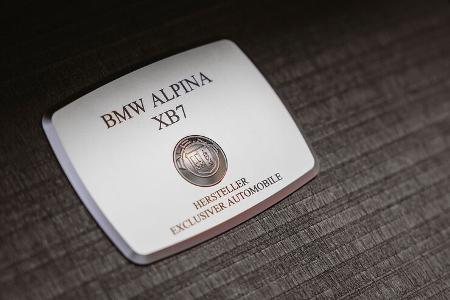 BMW ALPINA
XB7
HERSTELLER
EXCLUSIVER AUTOMOBILE